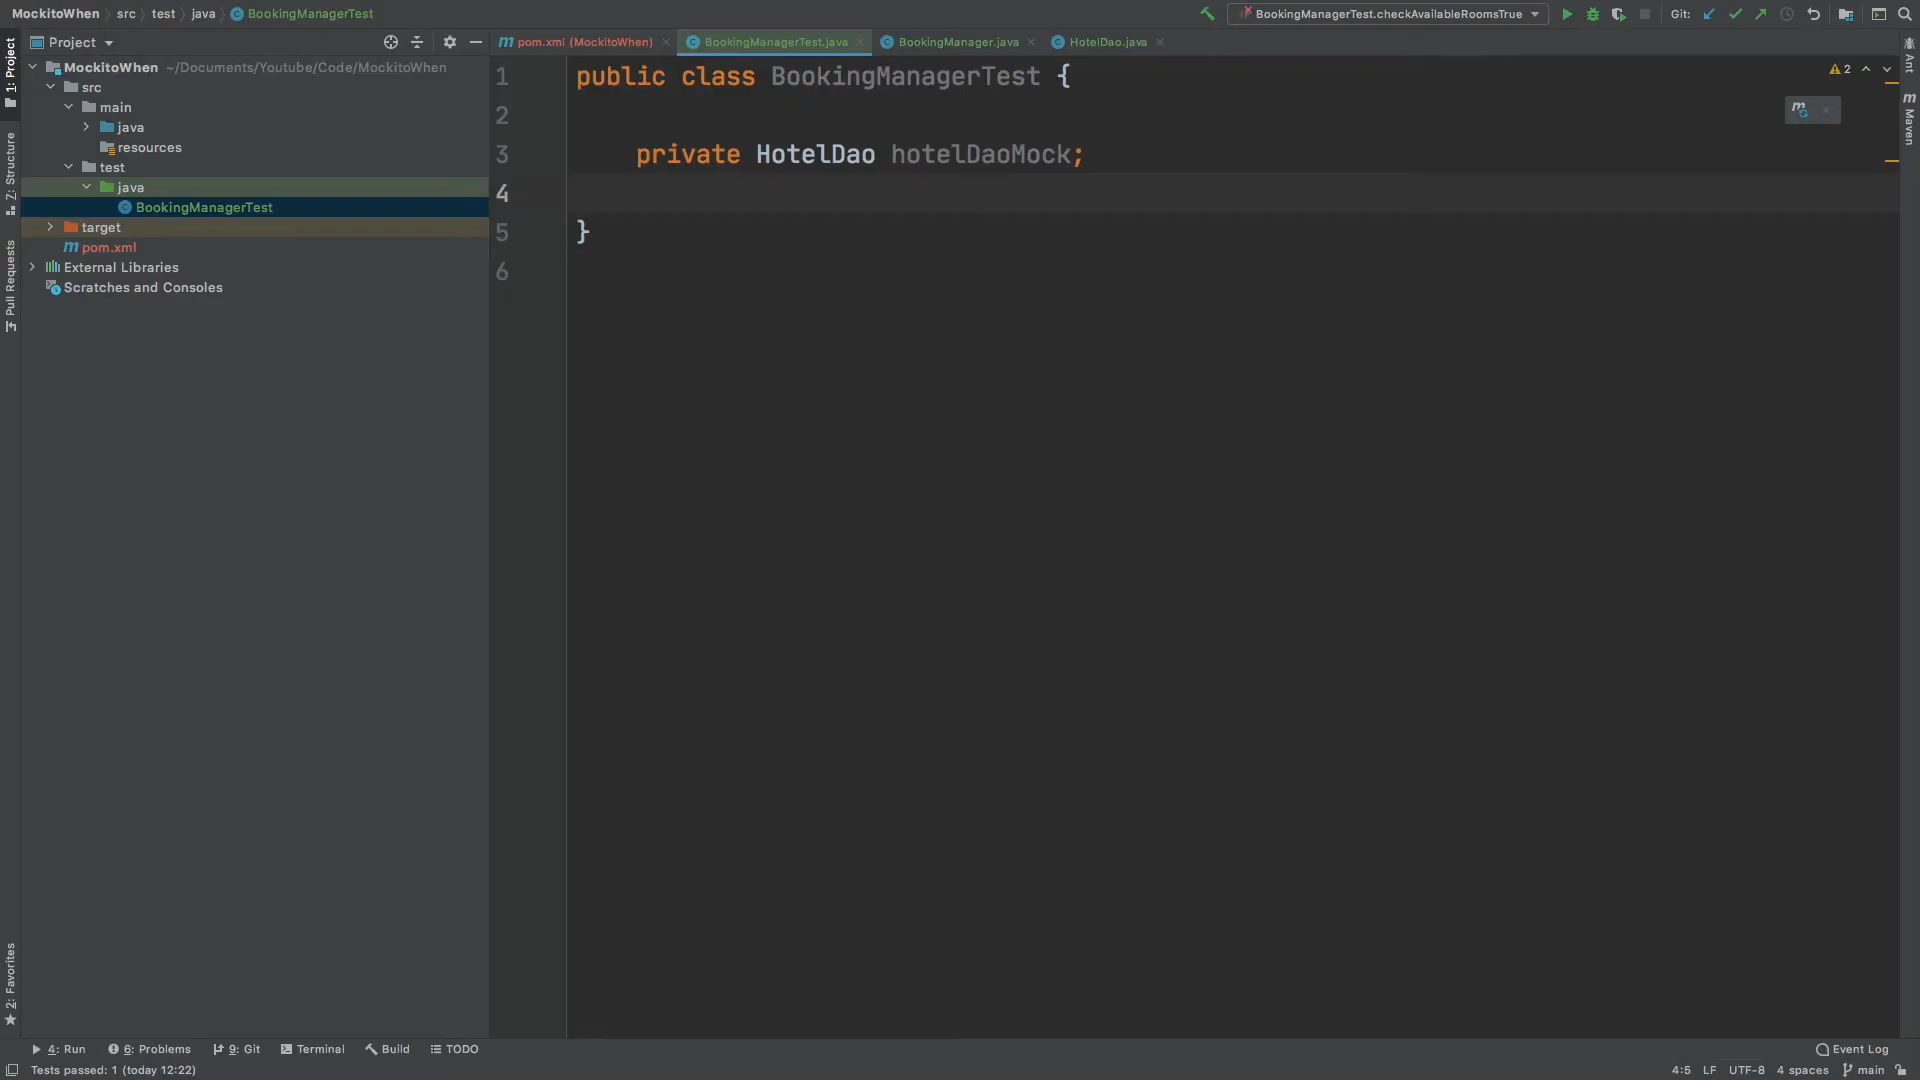 MockitoWhen src test java BookingManagerTest
BookingManagerTest.checkAvailableRoomsTrue Git:
Project
pom.xml (MockitoWhen) BookingManagerTest.java BookingManager.java HotelDao.java
MockitoWhen ~/Documents/Youtube/Code/MockitoWhen
src
main
java
resources
test
java
BookingManagerTest
target
pom.xml
External Libraries
Scratches and Consoles
1: Project
Z: Structure
Pull Requests
2: Favorites
1 public class BookingManagerTest {
2
3 private HotelDao hotelDaoMock;
4
5 }
6
2
Ant
Maven
4: Run 6: Problems 9: Git Terminal Build TODO Event Log
Tests passed: 1 (today 12:22) 4:5 LF UTF-8 4 spaces main